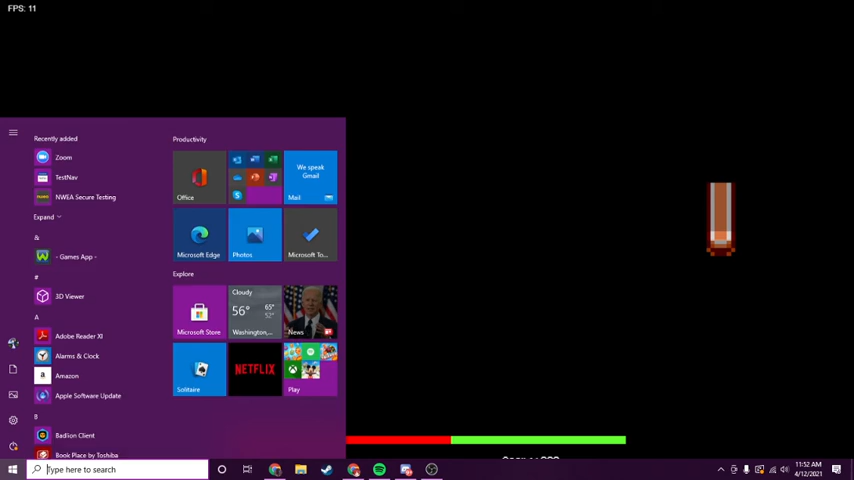 FPS: 11
Recently added
Zoom
TestNav
NWEA Secure Testing
Expand
&
- Games App -
#
3D Viewer
A
Adobe Reader XI
Alarms & Clock
Amazon
Apple Software Update
B
Badlion Client
Book Place by Toshiba
Productivity
Office
We speak
Gmail
Mail
Microsoft Edge
Photos
Microsoft To...
Explore
Microsoft Store
Cloudy
56°
65°
52°
Washington,...
News
Solitaire
NETFLIX
Play
Type here to search
11:52 AM
4/12/2021